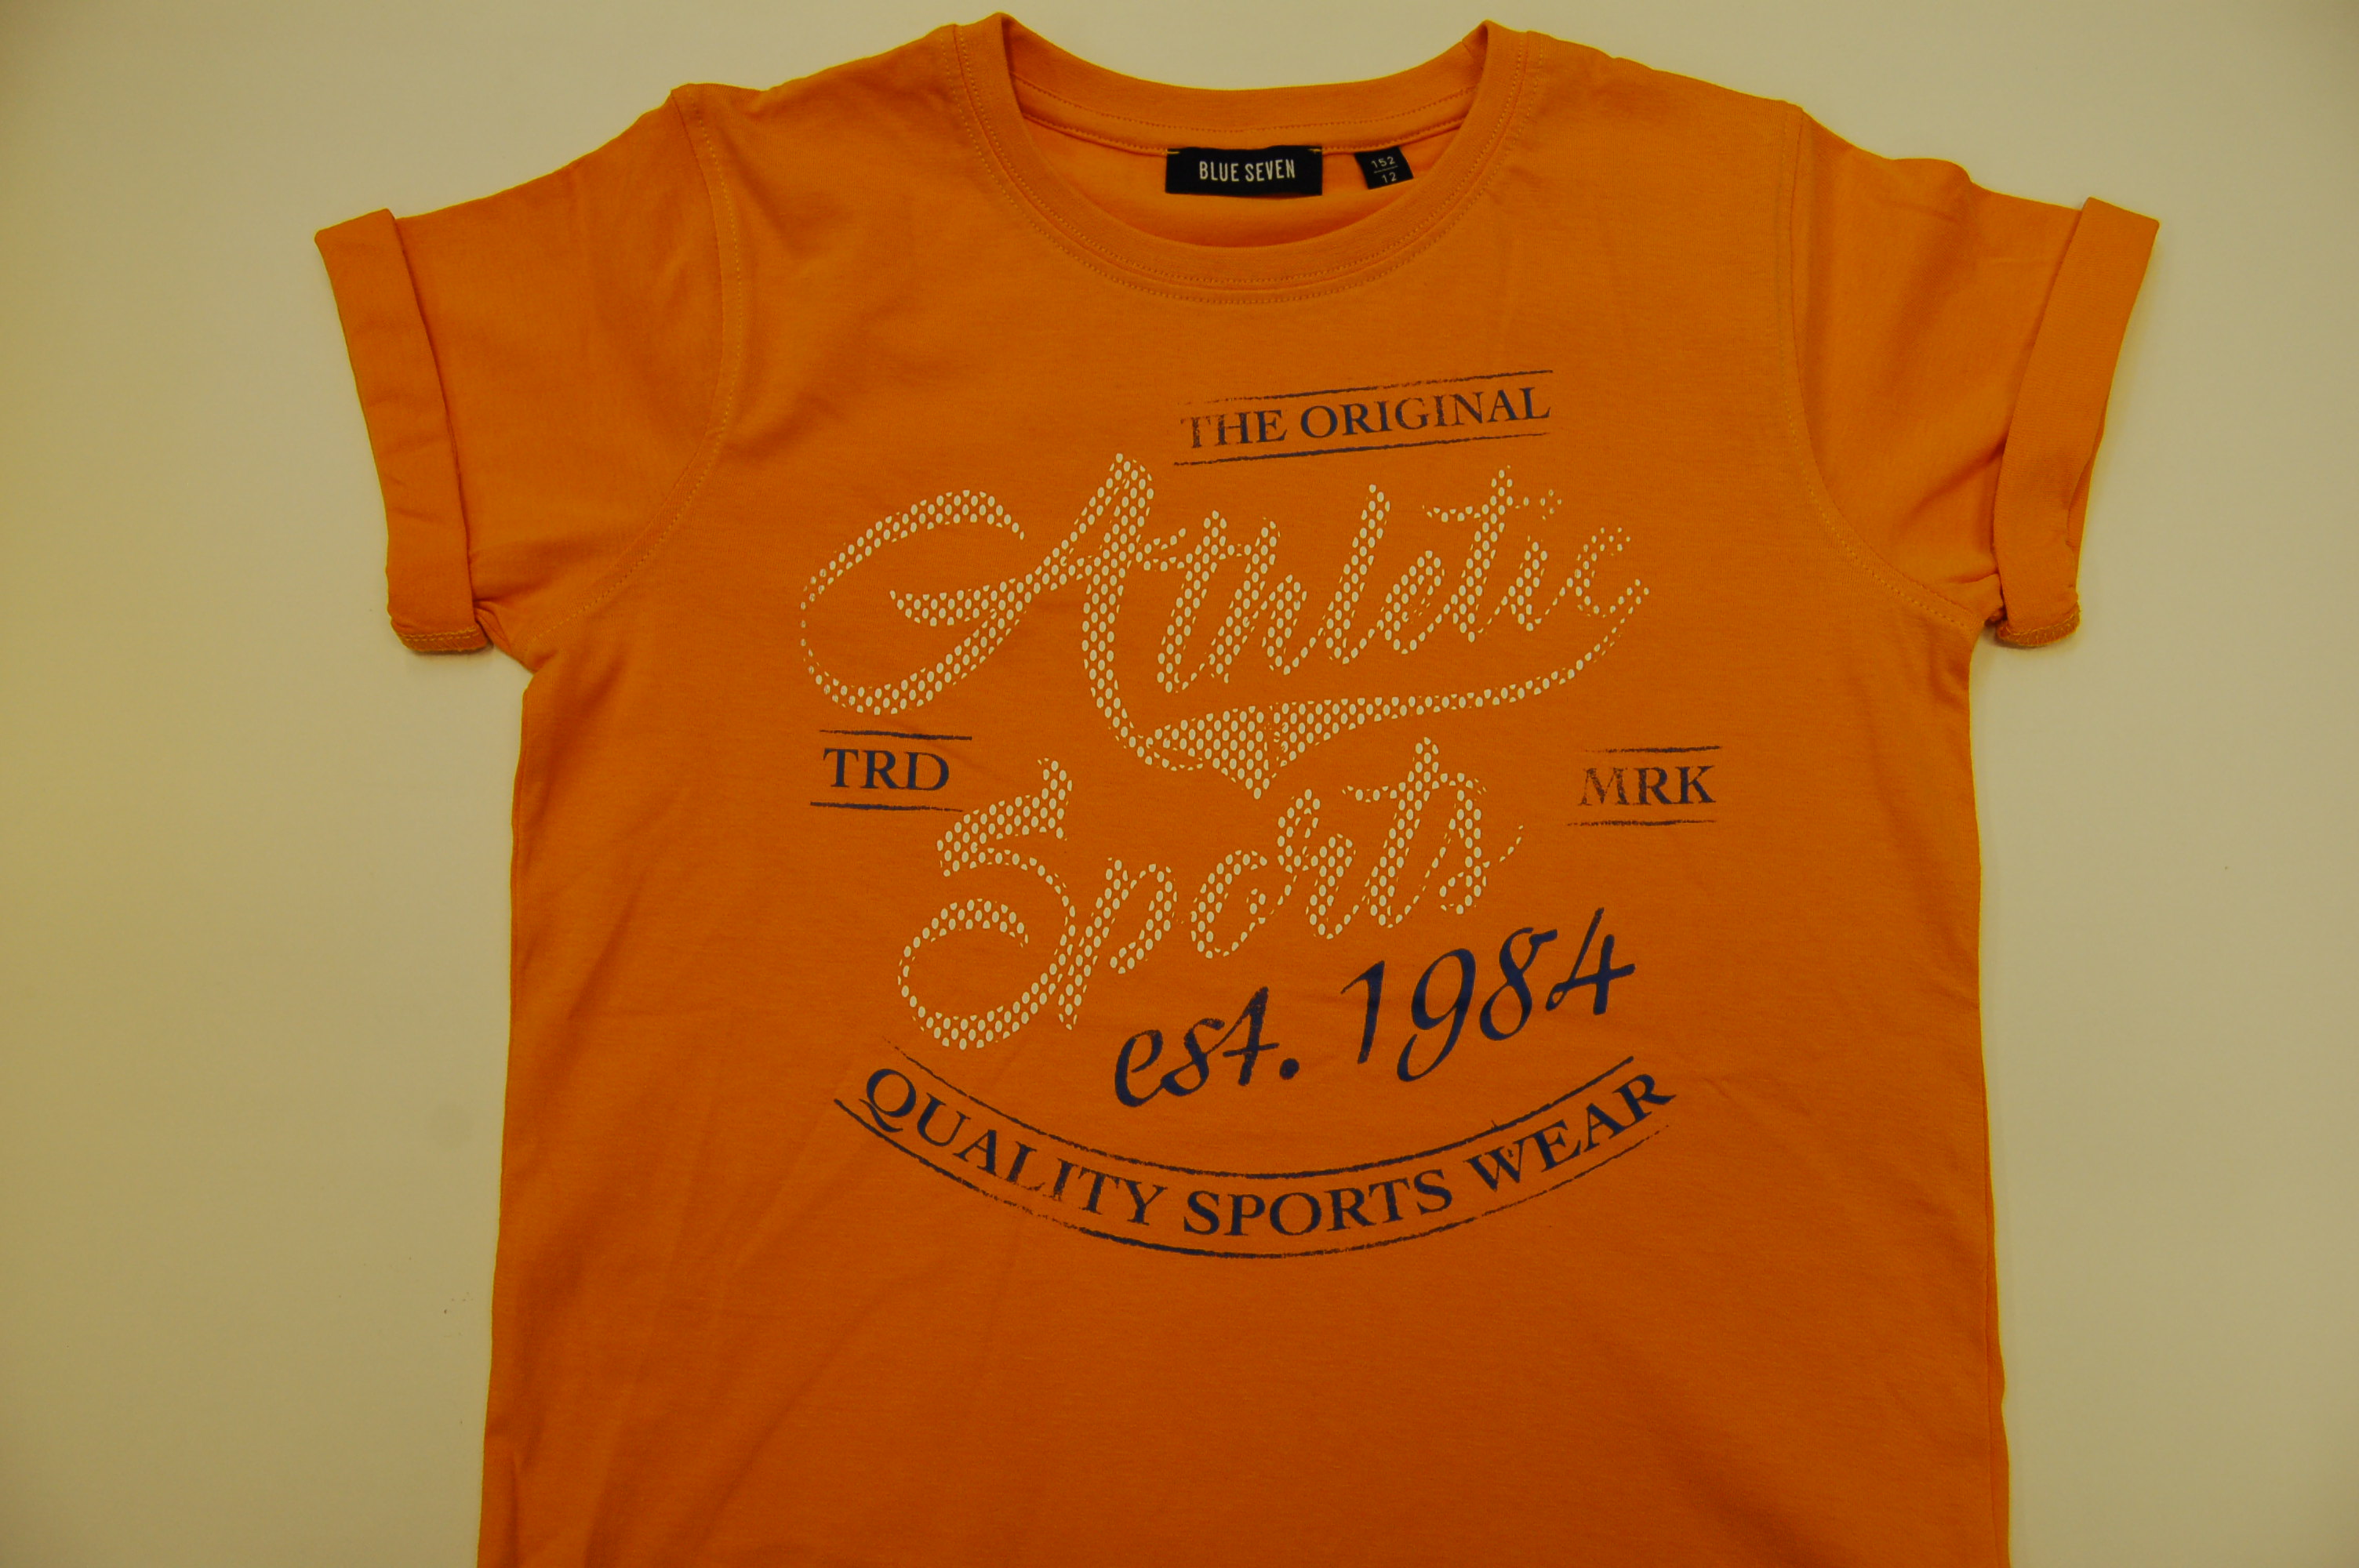 BLUE SEVEN
152
12
THE ORIGINAL
Athletic
TRD
MRK
Sports
est. 1984
QUALITY SPORTS WEAR